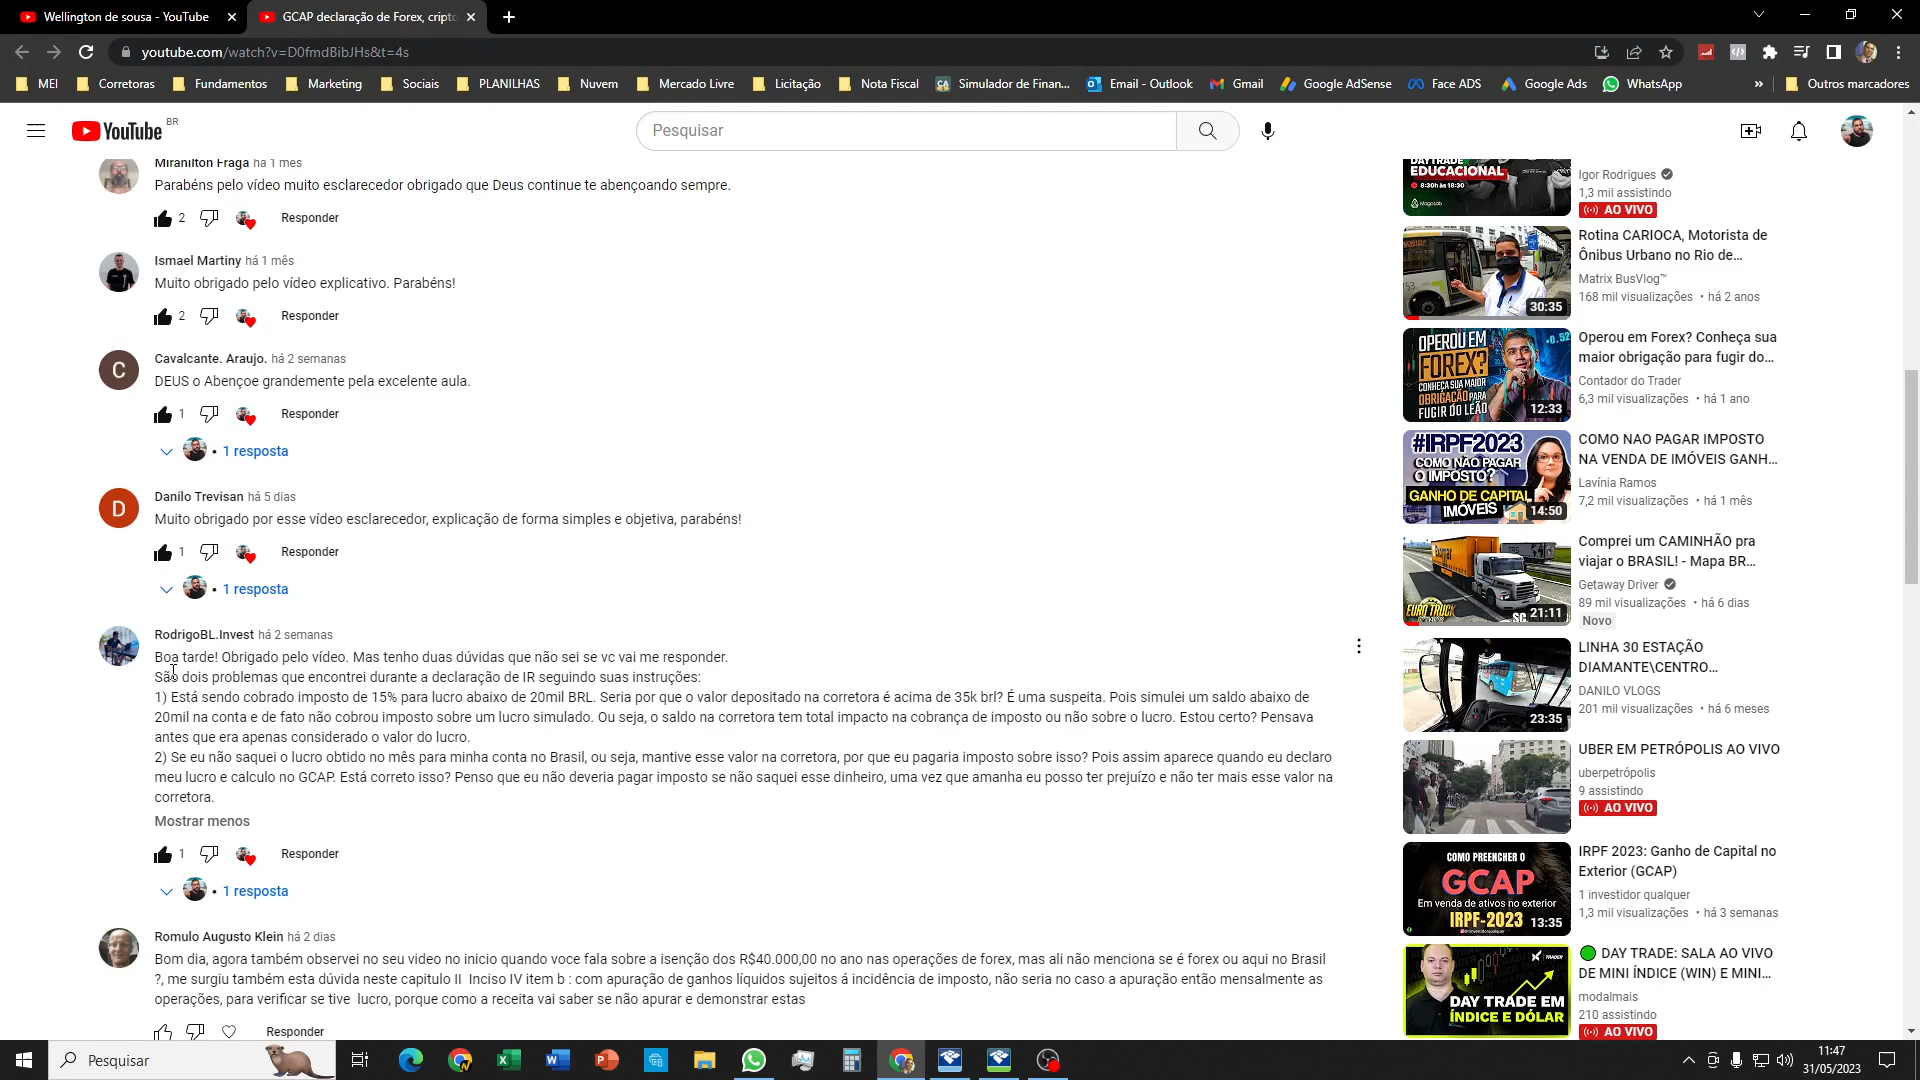 Wellington de sousa - YouTube
GCAP declaração de Forex, cripto
youtube.com/watch?v=D0fmdBibJHs&t=4s
MEI
Corretoras
Fundamentos
Marketing
Sociais
PLANILHAS
Nuvem
Mercado Livre
Licitação
Nota Fiscal
CA
Simulador de Finan...
Email - Outlook
Gmail
Google AdSense
Face ADS
Google Ads
WhatsApp
»
Outros marcadores
YouTube BR
Pesquisar
Miranilton Fraga há 1 mês
Parabéns pelo vídeo muito esclarecedor obrigado que Deus continue te abençoando sempre.
2
Responder
Ismael Martiny há 1 mês
Muito obrigado pelo vídeo explicativo. Parabéns!
2
Responder
C
Cavalcante. Araujo. há 2 semanas
DEUS o Abençoe grandemente pela excelente aula.
1
Responder
• 1 resposta
D
Danilo Trevisan há 5 dias
Muito obrigado por esse vídeo esclarecedor, explicação de forma simples e objetiva, parabéns!
1
Responder
• 1 resposta
RodrigoBL.Invest há 2 semanas
Boa tarde! Obrigado pelo vídeo. Mas tenho duas dúvidas que não sei se vc vai me responder.
São dois problemas que encontrei durante a declaração de IR seguindo suas instruções:
1) Está sendo cobrado imposto de 15% para lucro abaixo de 20mil BRL. Seria por que o valor depositado na corretora é acima de 35k brl? É uma suspeita. Pois simulei um saldo abaixo de
20mil na conta e de fato não cobrou imposto sobre um lucro simulado. Ou seja, o saldo na corretora tem total impacto na cobrança de imposto ou não sobre o lucro. Estou certo? Pensava
antes que era apenas considerado o valor do lucro.
2) Se eu não saquei o lucro obtido no mês para minha conta no Brasil, ou seja, mantive esse valor na corretora, por que eu pagaria imposto sobre isso? Pois assim aparece quando eu declaro
meu lucro e calculo no GCAP. Está correto isso? Penso que eu não deveria pagar imposto se não saquei esse dinheiro, uma vez que amanha eu posso ter prejuízo e não ter mais esse valor na
corretora.
Mostrar menos
1
Responder
• 1 resposta
Romulo Augusto Klein há 2 dias
Bom dia, agora também observei no seu video no inicio quando voce fala sobre a isenção dos R$40.000,00 no ano nas operações de forex, mas ali não menciona se é forex ou aqui no Brasil
?, me surgiu também esta dúvida neste capitulo II Inciso IV item b : com apuração de ganhos líquidos sujeitos á incidência de imposto, não seria no caso a apuração então mensalmente as
operações, para verificar se tive lucro, porque como a receita vai saber se não apurar e demonstrar estas
Responder
DAYTRADE
EDUCACIONAL
8:30h às 18:30
MagoLab
Igor Rodrigues
1,3 mil assistindo
AO VIVO
30:35
Rotina CARIOCA, Motorista de
Ônibus Urbano no Rio de...
Matrix BusVlog™
168 mil visualizações • há 2 anos
OPEROU EM
FOREX?
CONHEÇA SUA MAIOR
OBRIGAÇÃO PARA
FUGIR DO LEÃO
-0.52
12:33
Operou em Forex? Conheça sua
maior obrigação para fugir do...
Contador do Trader
6,3 mil visualizações • há 1 ano
#IRPF2023
COMO NÃO PAGAR
O IMPOSTO?
GANHO DE CAPITAL
IMÓVEIS
14:50
COMO NAO PAGAR IMPOSTO
NA VENDA DE IMÓVEIS GANH...
Lavínia Ramos
7,2 mil visualizações • há 1 mês
EURO TRUCK
SC
21:11
Comprei um CAMINHÃO pra
viajar o BRASIL! - Mapa BR...
Getaway Driver
89 mil visualizações • há 6 dias
Novo
23:35
LINHA 30 ESTAÇÃO
DIAMANTE\CENTRO...
DANILO VLOGS
201 mil visualizações • há 6 meses
UBER EM PETRÓPOLIS AO VIVO
uberpetrópolis
9 assistindo
AO VIVO
COMO PREENCHER O
GCAP
Em venda de ativos no exterior
IRPF-2023
13:35
IRPF 2023: Ganho de Capital no
Exterior (GCAP)
1 investidor qualquer
1,3 mil visualizações • há 3 semanas
TRADER
DAY TRADE EM
ÍNDICE E DÓLAR
DAY TRADE: SALA AO VIVO
DE MINI ÍNDICE (WIN) E MINI...
modalmais
210 assistindo
AO VIVO
Pesquisar
11:47
31/05/2023